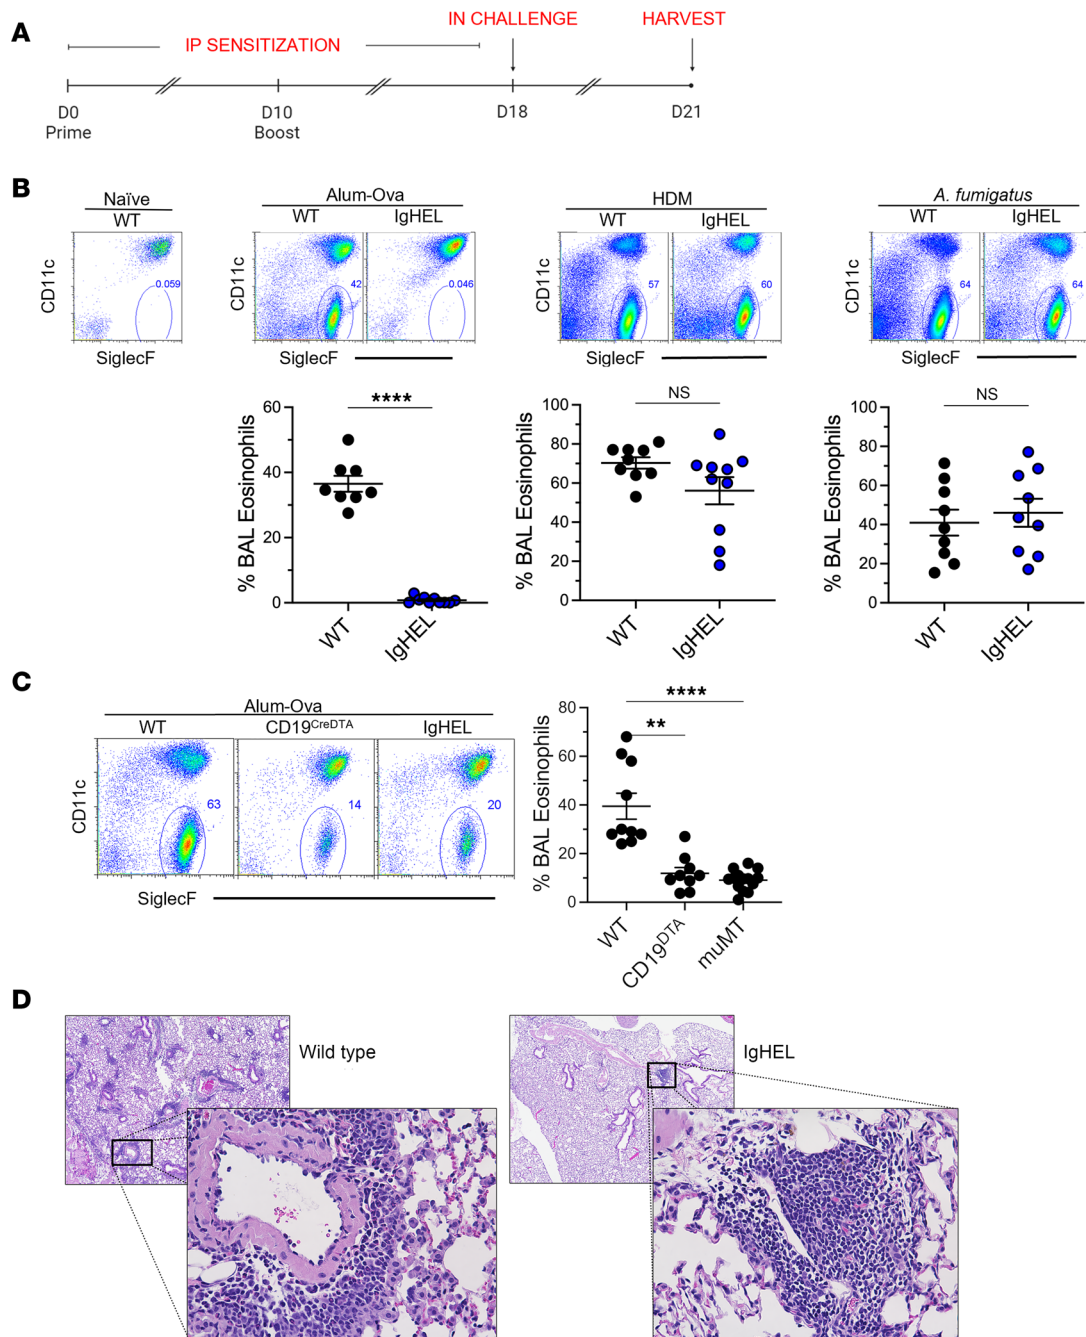 A
IN CHALLENGE
HARVEST
IP SENSITIZATION
D0
Prime
D10
Boost
D18
D21
B
Naïve
WT
Alum-Ova
WT
IgHEL
HDM
WT
IgHEL
A. fumigatus
WT
IgHEL
CD11c
0.059
SiglecF
CD11c
42
0.046
SiglecF
CD11c
57
60
SiglecF
CD11c
64
64
SiglecF
% BAL Eosinophils
60
40
20
0
****
WT
IgHEL
% BAL Eosinophils
100
80
60
40
20
0
NS
WT
IgHEL
% BAL Eosinophils
100
80
60
40
20
0
NS
WT
IgHEL
C
Alum-Ova
WT
CD19CreDTA
IgHEL
CD11c
63
14
20
SiglecF
% BAL Eosinophils
80
60
40
20
0
****
**
WT
CD19DTA
muMT
D
Wild type
IgHEL